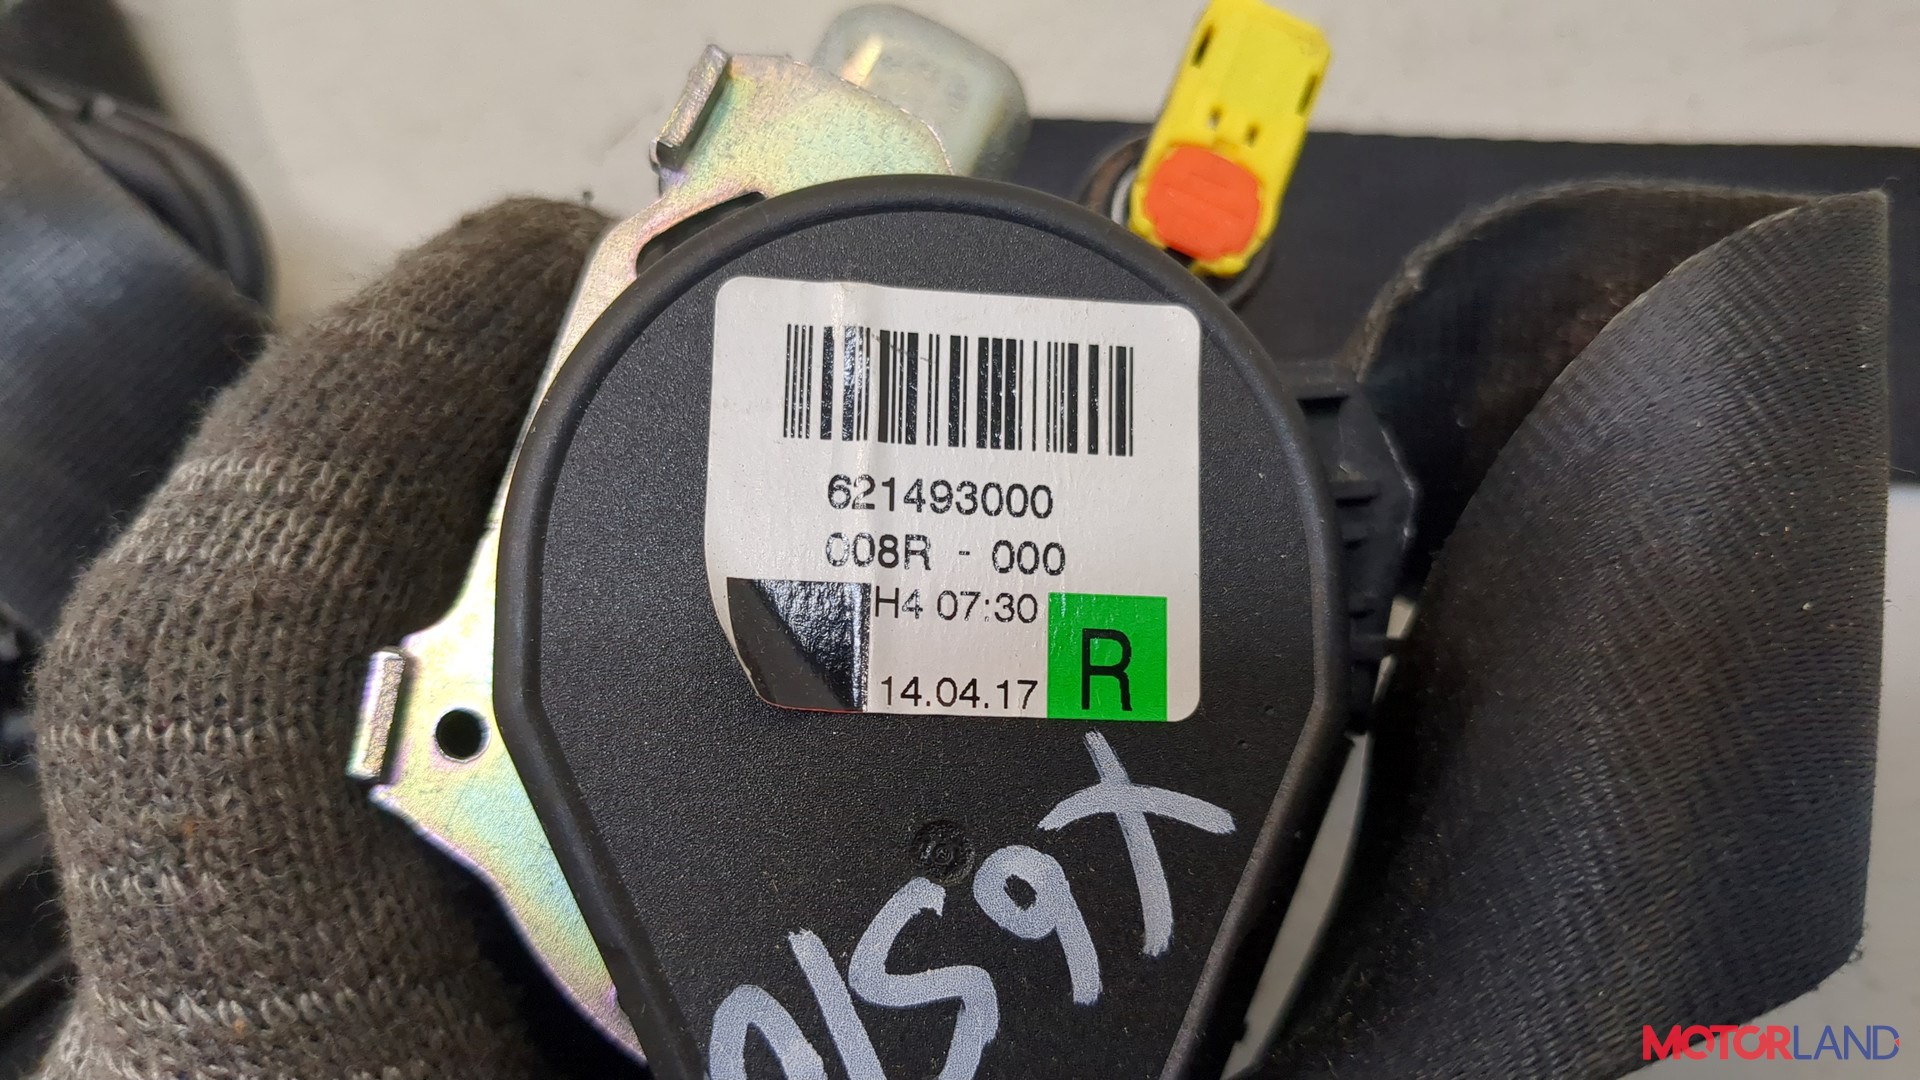 621493000
008R - 000
H4 07:30
14.04.17
R
MOTORLAND